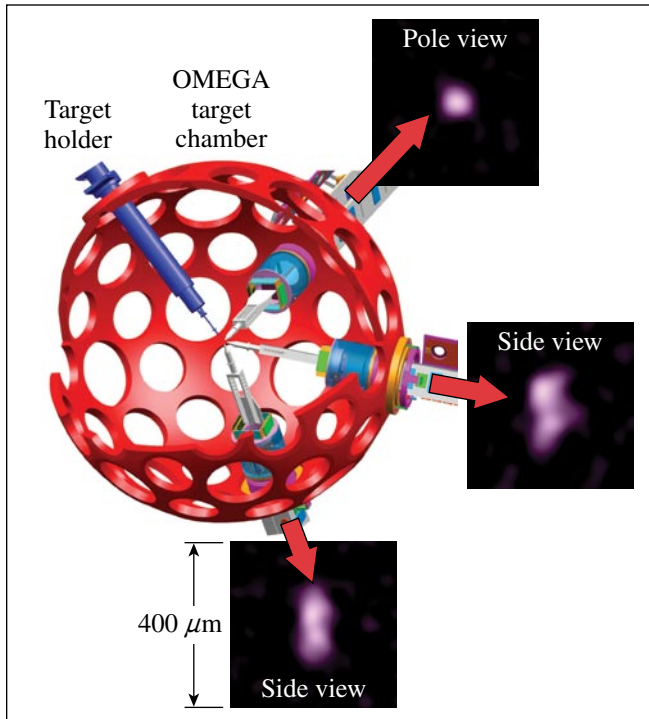 Pole view
OMEGA
target
chamber
Target
holder
Side view
400 μm
Side view